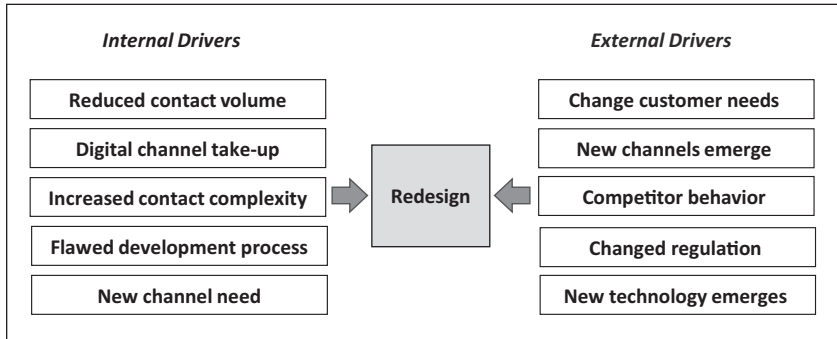 Internal Drivers
Reduced contact volume
Digital channel take-up
Increased contact complexity
Flawed development process
New channel need
Redesign
External Drivers
Change customer needs
New channels emerge
Competitor behavior
Changed regulation
New technology emerges